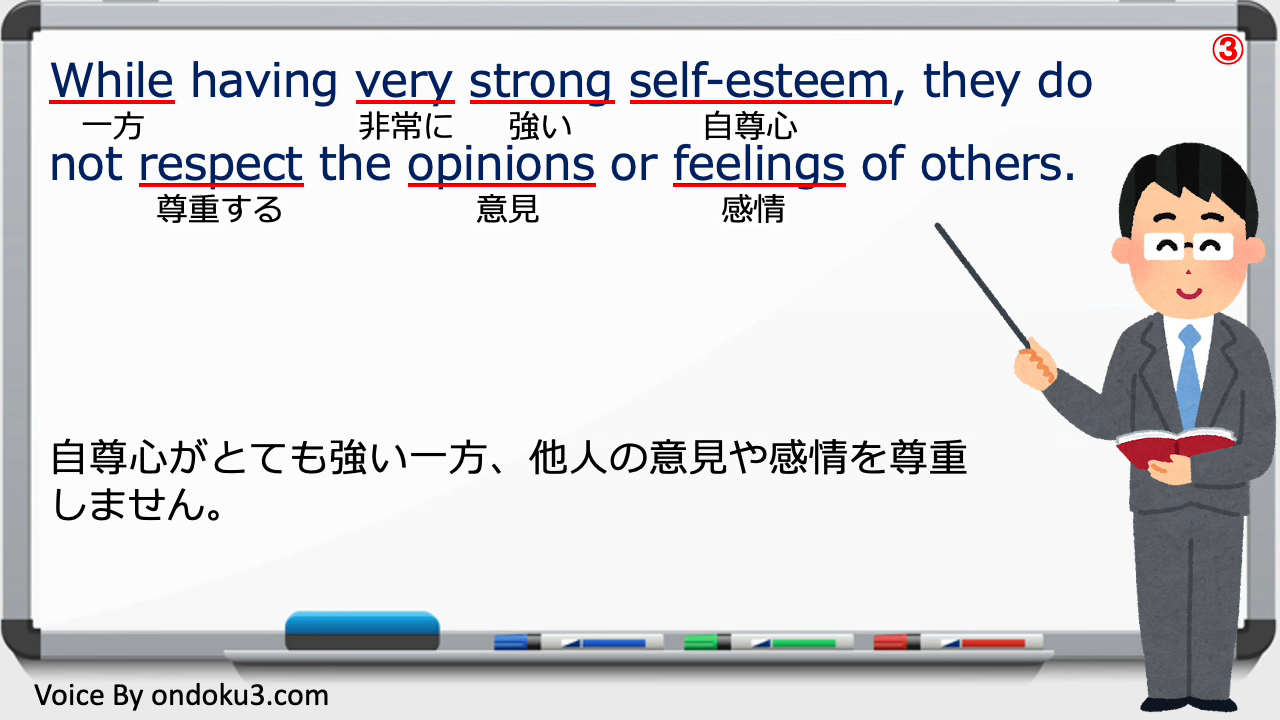 ③
While having very strong self-esteem, they do
一方 非常に 強い 自尊心
not respect the opinions or feelings of others.
尊重する 意見 感情
自尊心がとても強い一方、他人の意見や感情を尊重
しません。
Voice By ondoku3.com